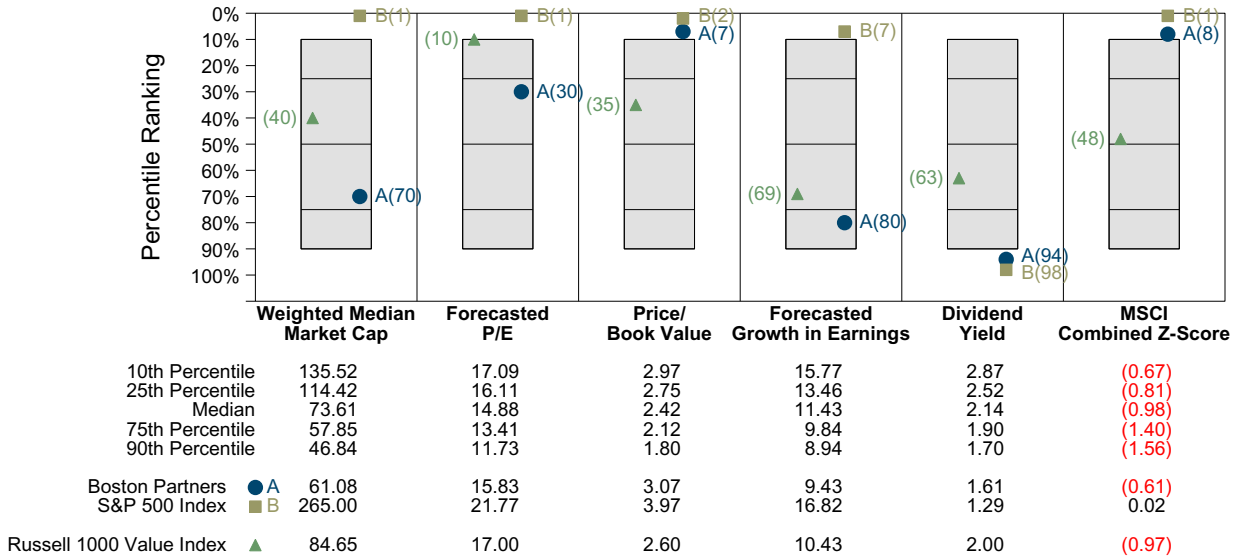 Percentile Ranking
0%
10%
20%
30%
40%
50%
60%
70%
80%
90%
100%
B(1) B(1) B(2) B(7) B(1)
(10) A(7) A(8)
A(30)
(40) (35) (48)
A(70) (69) (63)
A(80)
A(94)
B(98)
Weighted Median Market Cap
Forecasted P/E
Price/ Book Value
Forecasted Growth in Earnings
Dividend Yield
MSCI Combined Z-Score
10th Percentile 135.52 17.09 2.97 15.77 2.87 (0.67)
25th Percentile 114.42 16.11 2.75 13.46 2.52 (0.81)
Median 73.61 14.88 2.42 11.43 2.14 (0.98)
75th Percentile 57.85 13.41 2.12 9.84 1.90 (1.40)
90th Percentile 46.84 11.73 1.80 8.94 1.70 (1.56)
Boston Partners A 61.08 15.83 3.07 9.43 1.61 (0.61)
S&P 500 Index B 265.00 21.77 3.97 16.82 1.29 0.02
Russell 1000 Value Index 84.65 17.00 2.60 10.43 2.00 (0.97)